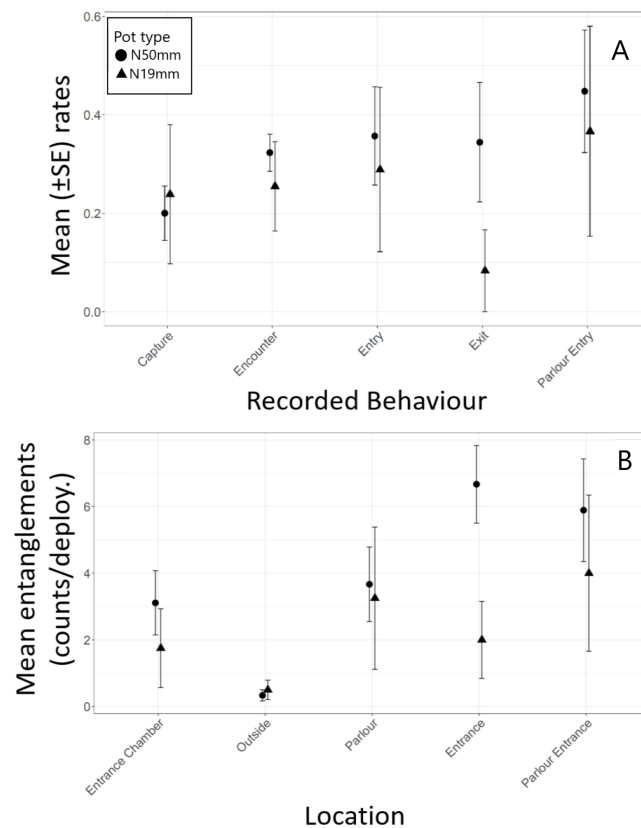 A
Pot type
N50mm
N19mm
0.6
0.4
0.2
0.0
Mean (±SE) rates
Capture
Encounter
Entry
Exit
Parlour Entry
Recorded Behaviour
B
8
6
4
2
0
Mean entanglements
(counts/deploy.)
Entrance Chamber
Outside
Parlour
Entrance
Parlour Entrance
Location